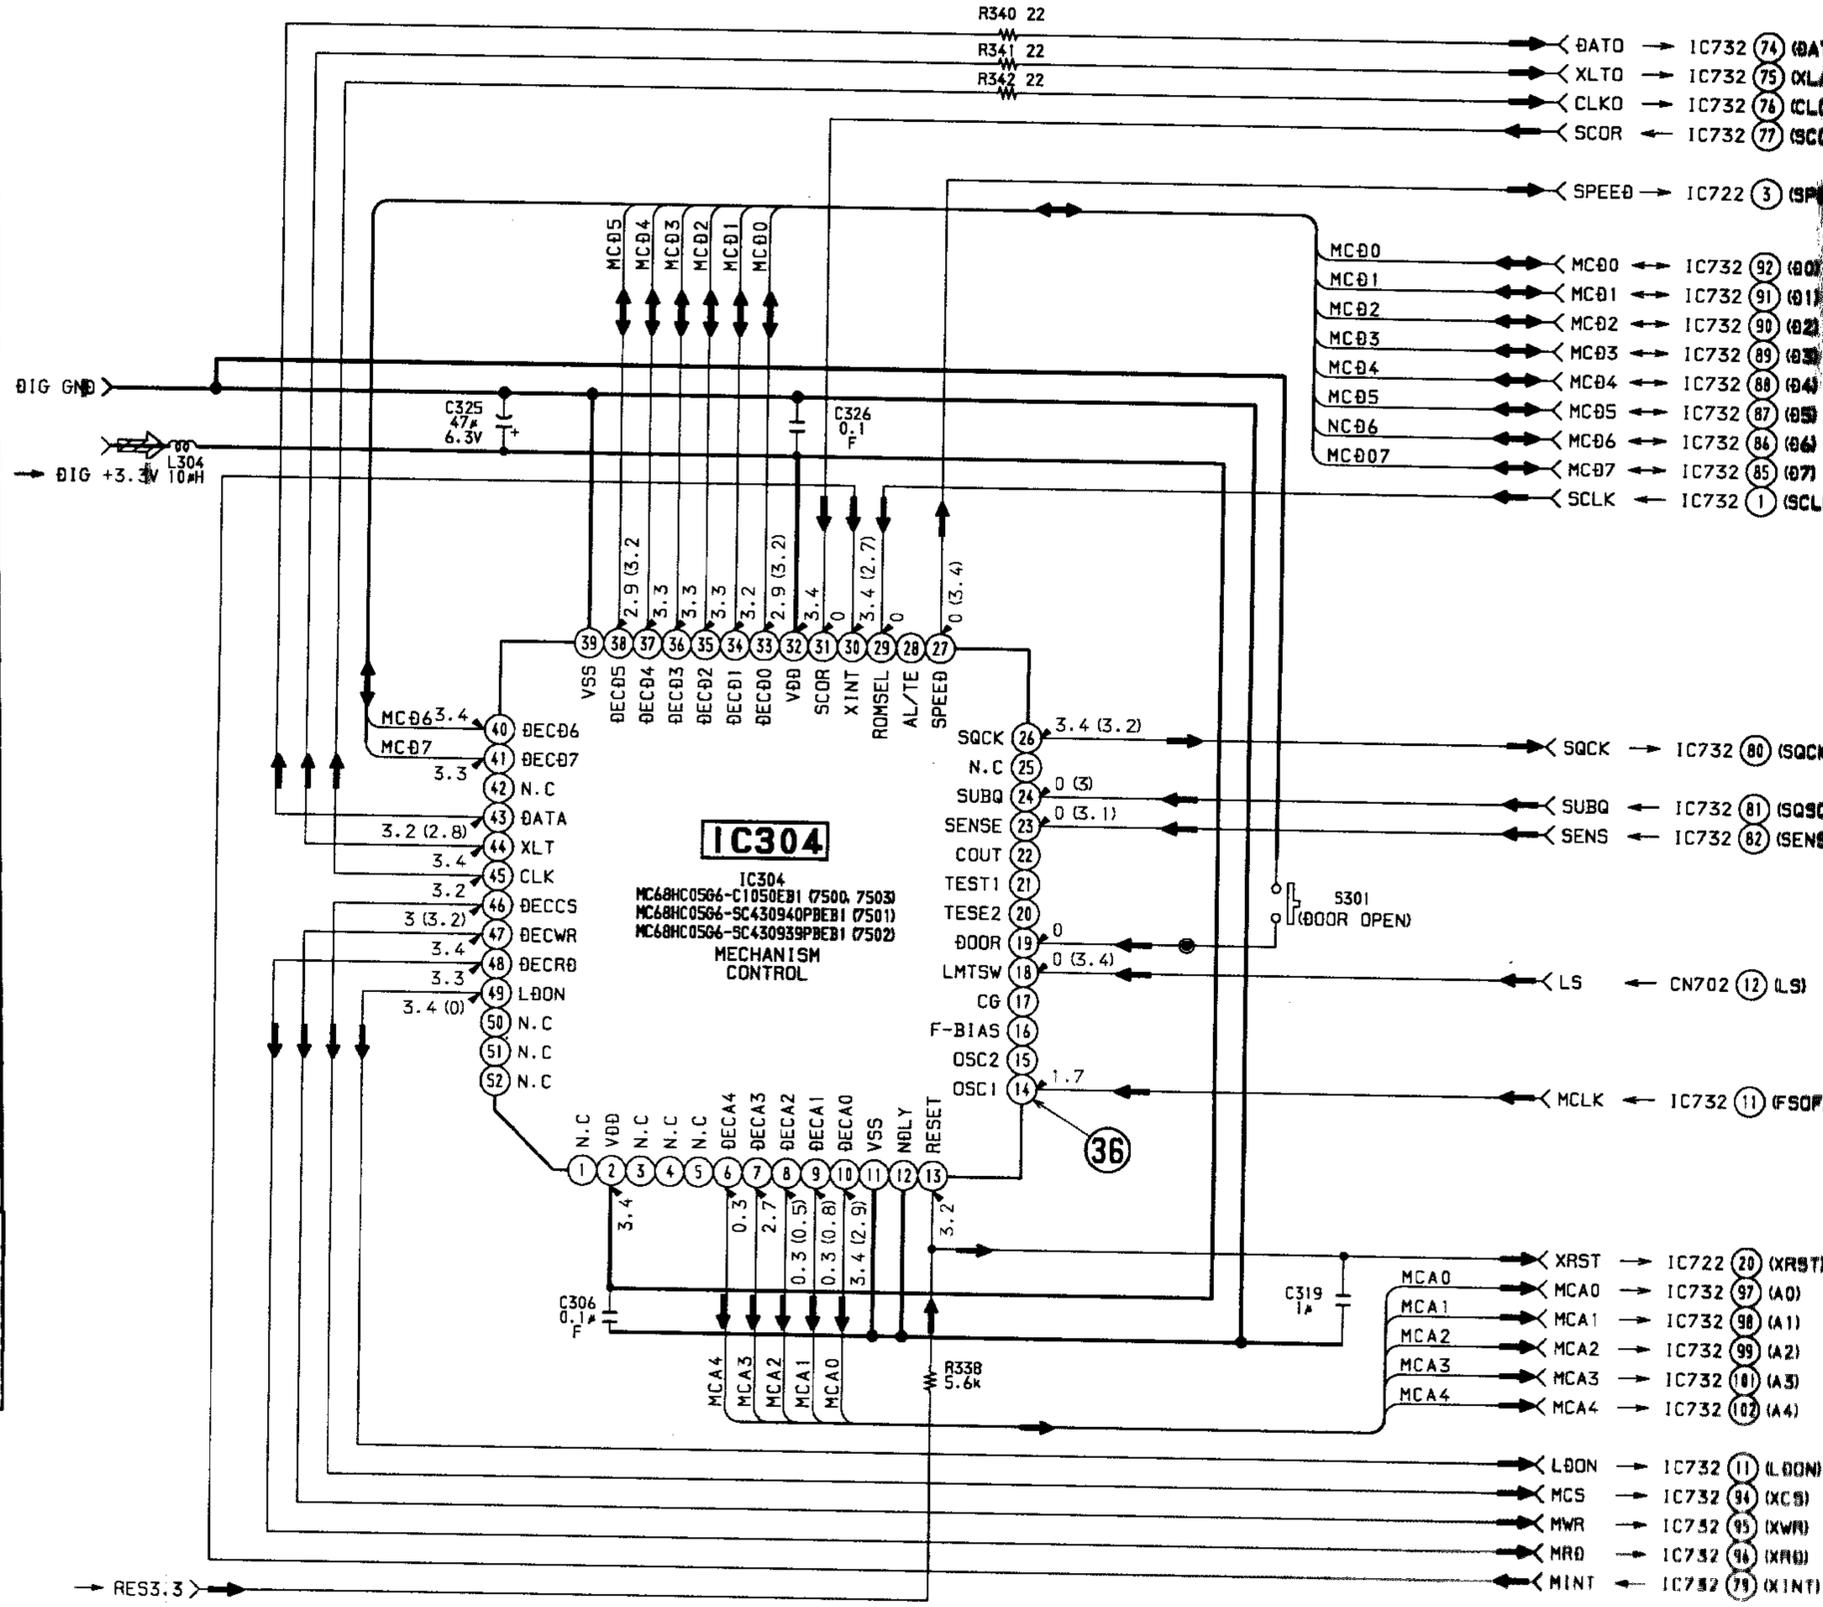 R340 22
R341 22
R342 22
DATO → IC732 74
XLTO → IC732 75
CLKO → IC732 76
SCOR ← IC732 77
SPEED → IC722 3
MCD5
MCD4
MCD3
MCD2
MCD1
MCD0
MCD0
MCD0 ↔ IC732 92 (D0)
MCD1
MCD1 ↔ IC732 91 (D1)
MCD2
MCD2 ↔ IC732 90 (D2)
MCD3
MCD3 ↔ IC732 89 (D3)
MCD4
MCD4 ↔ IC732 88 (D4)
MCD5
MCD5 ↔ IC732 87 (D5)
NCD6
MCD6 ↔ IC732 86 (D6)
MCD07
MCD7 ↔ IC732 85 (D7)
SCLK ← IC732 1 (SCL
DIG GND
C325
47μ
6.3V
+
C326
0.1
F
L304
→ DIG +3.3V 10μH
2.9 (3.2
3.3
3.3
3.3
3.2
2.9 (3.2)
3.4
0
3.4 (2.7)
0
0 (3.4)
39 38 37 36 35 34 33 32 31 30 29 28 27
VSS
DECD5
DECD4
DECD3
DECD2
DECD1
DECD0
VDD
SCOR
XINT
ROMSEL
AL/TE
SPEED
MCD6 3.4 40 DECD6
MCD7 41 DECD7
3.3
42 N.C
43 DATA
3.2 (2.8)
44 XLT
3.4
45 CLK
3.2
46 DECCS
3 (3.2)
47 DECWR
3.4
48 DECRD
3.3
49 LDON
3.4 (0)
50 N.C
51 N.C
52 N.C
IC304
IC304
MC68HC05G6-C1050EB1 (7500, 7503)
MC68HC05G6-SC430940PBEB1 (7501)
MC68HC05G6-SC430939PBEB1 (7502)
MECHANISM
CONTROL
SQCK 26 3.4 (3.2)
SQCK → IC732 80
N.C 25
SUBQ 24 0 (3)
SUBQ ← IC732 81
SENSE 23 0 (3.1)
SENS ← IC732 82 (SENS
COUT 22
TEST1 21
TESE2 20
S301
(DOOR OPEN)
DOOR 19 0
LMTSW 18 0 (3.4)
LS ← CN702 12 (LS)
CG 17
F-BIAS 16
OSC2 15
OSC1 14 1.7
MCLK ← IC732 11
36
N.C
VDD
N.C
N.C
N.C
DECA4
DECA3
DECA2
DECA1
DECA0
VSS
NDLY
RESET
1 2 3 4 5 6 7 8 9 10 11 12 13
3.4
0.3
2.7
0.3 (0.5)
0.3 (0.8)
3.4 (2.9)
3.2
C306
0.1μ
F
C319
1μ
R338
5.6k
MCA4
MCA3
MCA2
MCA1
MCA0
XRST → IC722 20 (XRST)
MCA0
MCA0 → IC732 97 (A0)
MCA1
MCA1 → IC732 98 (A1)
MCA2
MCA2 → IC732 99 (A2)
MCA3
MCA3 → IC732 101 (A3)
MCA4
MCA4 → IC732 102 (A4)
LDON → IC732 11 (LDON)
MCS → IC732 94 (XCS)
MWR → IC732 95 (XWR)
MRD → IC732 96 (XRD)
MINT ← IC732 79 (XINT)
→ RES3.3